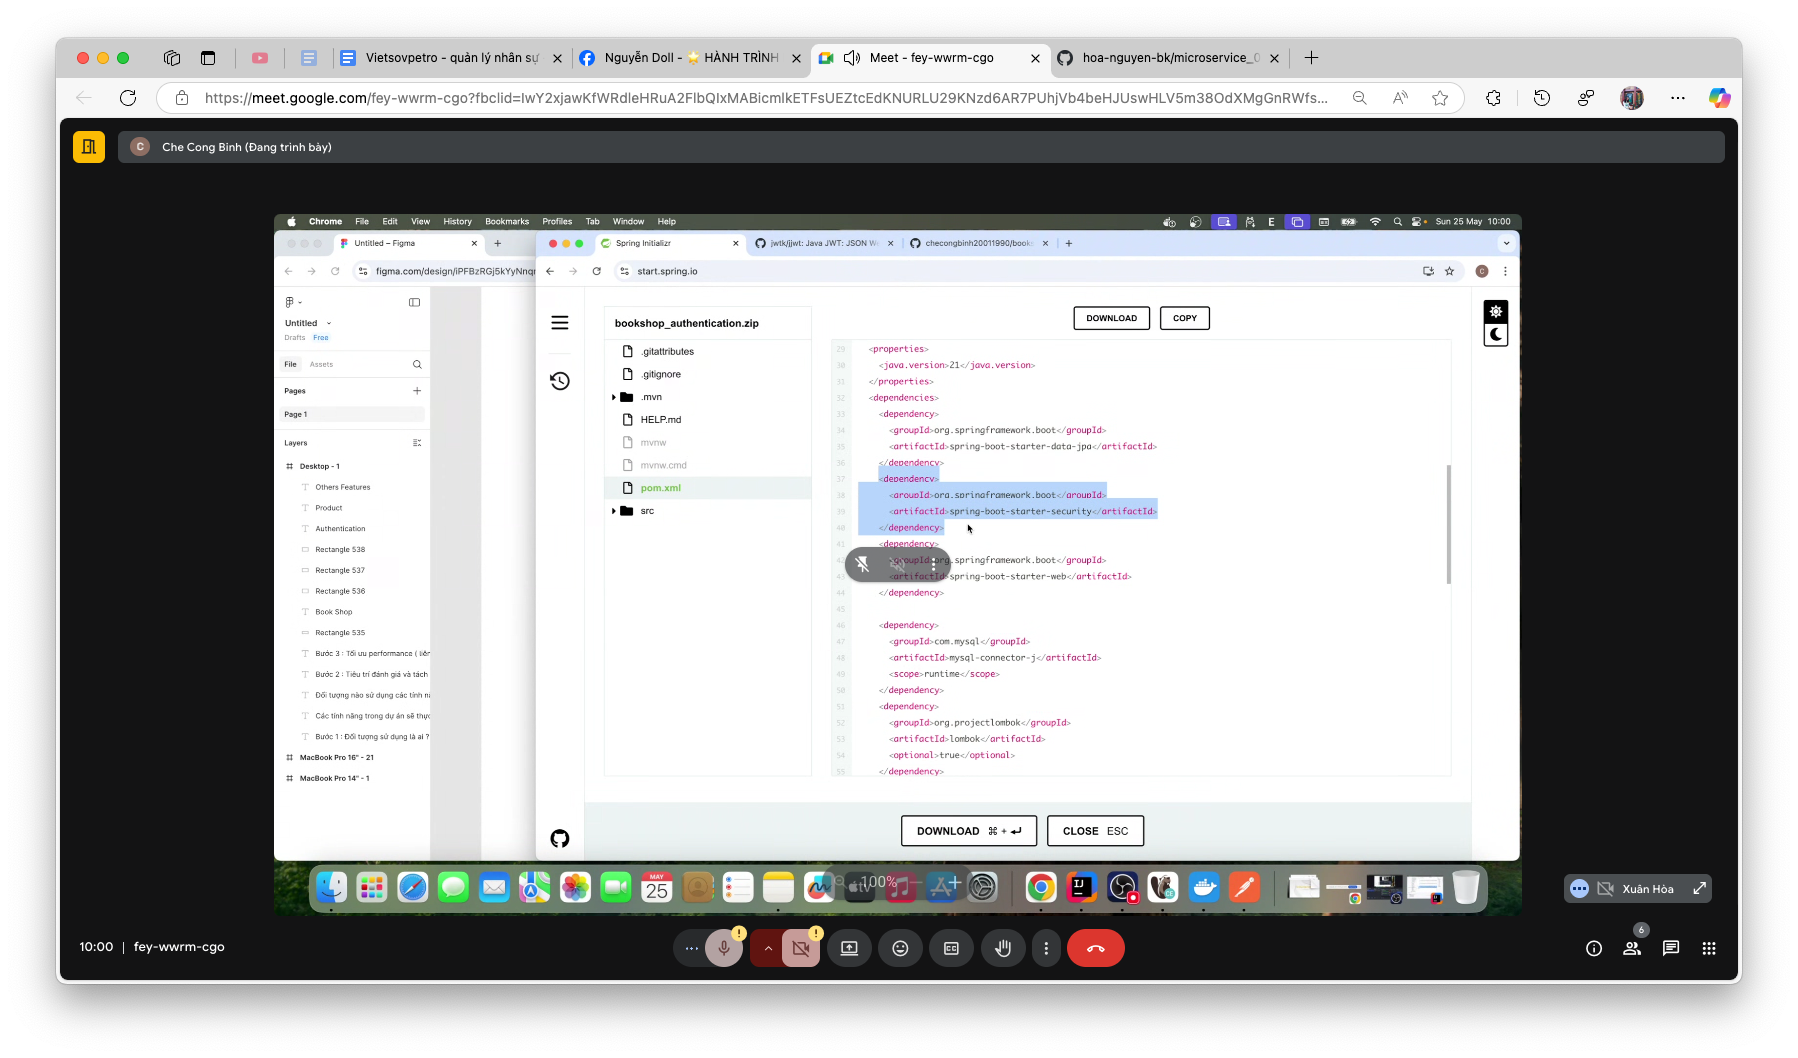 Vietsovpetro - quản lý nhân sự
Nguyễn Doll - ⭐ HÀNH TRÌNH
Meet - fey-wwrm-cgo
hoa-nguyen-bk/microservice_0
https://meet.google.com/fey-wwrm-cgo?fbclid=IwY2xjawKfWRdleHRuA2FlbQIxMABicmlkETFsUEZtcEdKNURLU29KNzd6AR7PUhjVb4beHJUswHLV5m38OdXMgGnRWfs...
C
Che Cong Binh (Đang trình bày)
Chrome File Edit View History Bookmarks Profiles Tab Window Help
E
Sun 25 May 10:00
Untitled – Figma
Spring Initializr
jwtk/jjwt: Java JWT: JSON We
checongbinh20011990/books
figma.com/design/iPFBzRGj5kYyNnqr
start.spring.io
C
Untitled
Drafts Free
File Assets
Pages
Page 1
Layers
Desktop - 1
Others Features
Product
Authentication
Rectangle 538
Rectangle 537
Rectangle 536
Book Shop
Rectangle 535
Bước 3 : Tối ưu performance ( liên
Bước 2 : Tiêu trí đánh giá và tách
Đối tượng nào sử dụng các tính nă
Các tính năng trong dự án sẽ thực
Bước 1 : Đối tượng sử dụng là ai ?
MacBook Pro 16" - 21
MacBook Pro 14" - 1
bookshop_authentication.zip
DOWNLOAD
COPY
.gitattributes
.gitignore
.mvn
HELP.md
mvnw
mvnw.cmd
pom.xml
src
29 <properties>
30 <java.version>21</java.version>
31 </properties>
32 <dependencies>
33 <dependency>
34 <groupId>org.springframework.boot</groupId>
35 <artifactId>spring-boot-starter-data-jpa</artifactId>
36 </dependency>
37 <dependency>
38 <groupId>org.springframework.boot</groupId>
39 <artifactId>spring-boot-starter-security</artifactId>
40 </dependency>
41 <dependency>
42 <groupId>org.springframework.boot</groupId>
43 <artifactId>spring-boot-starter-web</artifactId>
44 </dependency>
45
46 <dependency>
47 <groupId>com.mysql</groupId>
48 <artifactId>mysql-connector-j</artifactId>
49 <scope>runtime</scope>
50 </dependency>
51 <dependency>
52 <groupId>org.projectlombok</groupId>
53 <artifactId>lombok</artifactId>
54 <optional>true</optional>
55 </dependency>
DOWNLOAD ⌘ + ↵
CLOSE ESC
MAY
25
100%
tv
Xuân Hòa
10:00 | fey-wwrm-cgo
6